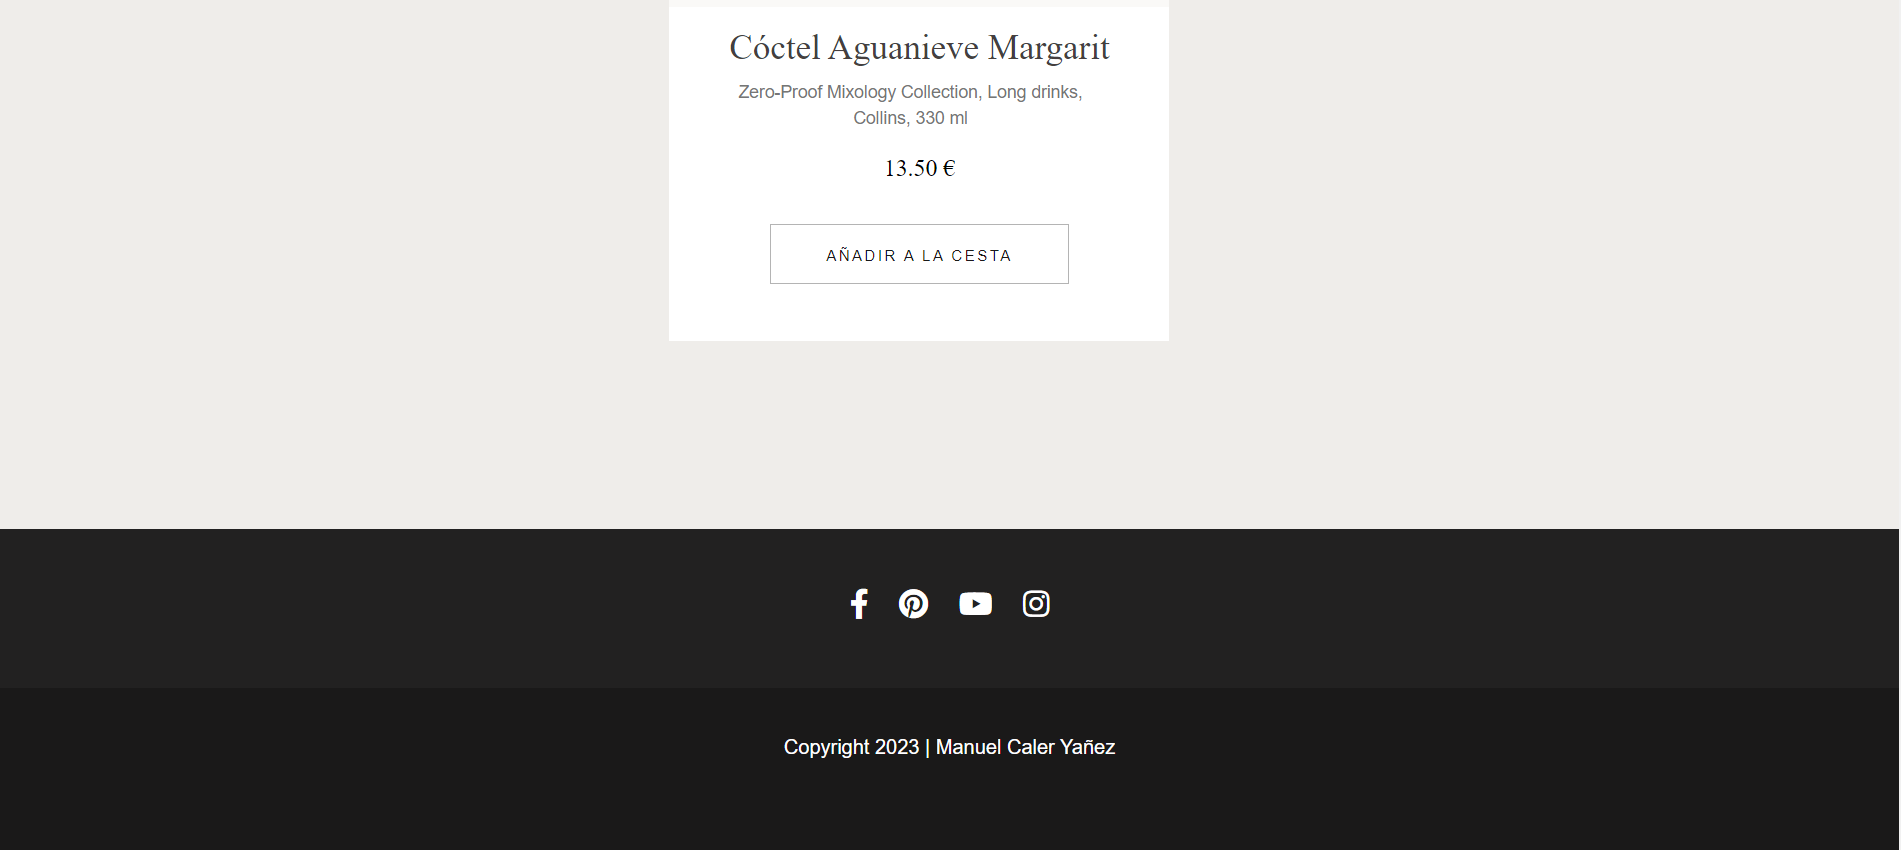 Cóctel Aguanieve Margarit
Zero-Proof Mixology Collection, Long drinks,
Collins, 330 ml
13.50 €
AÑADIR A LA CESTA
Copyright 2023 | Manuel Caler Yañez